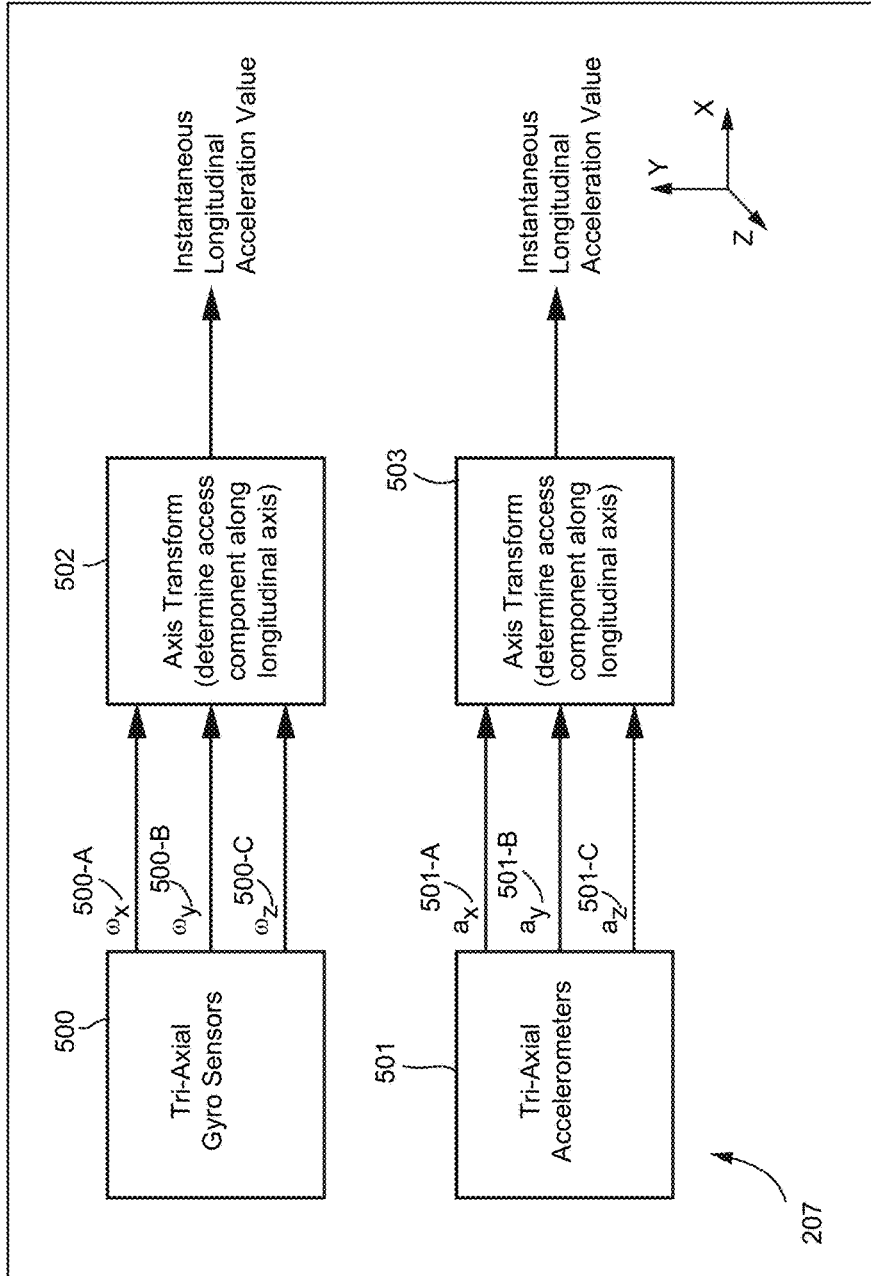 500
Tri-Axial
Gyro Sensors
ωx
500-A
ωy
500-B
ωz
500-C
502
Axis Transform
(determine access
component along
longitudinal axis)
Instantaneous
Longitudinal
Acceleration Value
501
Tri-Axial
Accelerometers
ax
501-A
ay
501-B
az
501-C
503
Axis Transform
(determine access
component along
longitudinal axis)
Instantaneous
Longitudinal
Acceleration Value
207
Y
X
Z